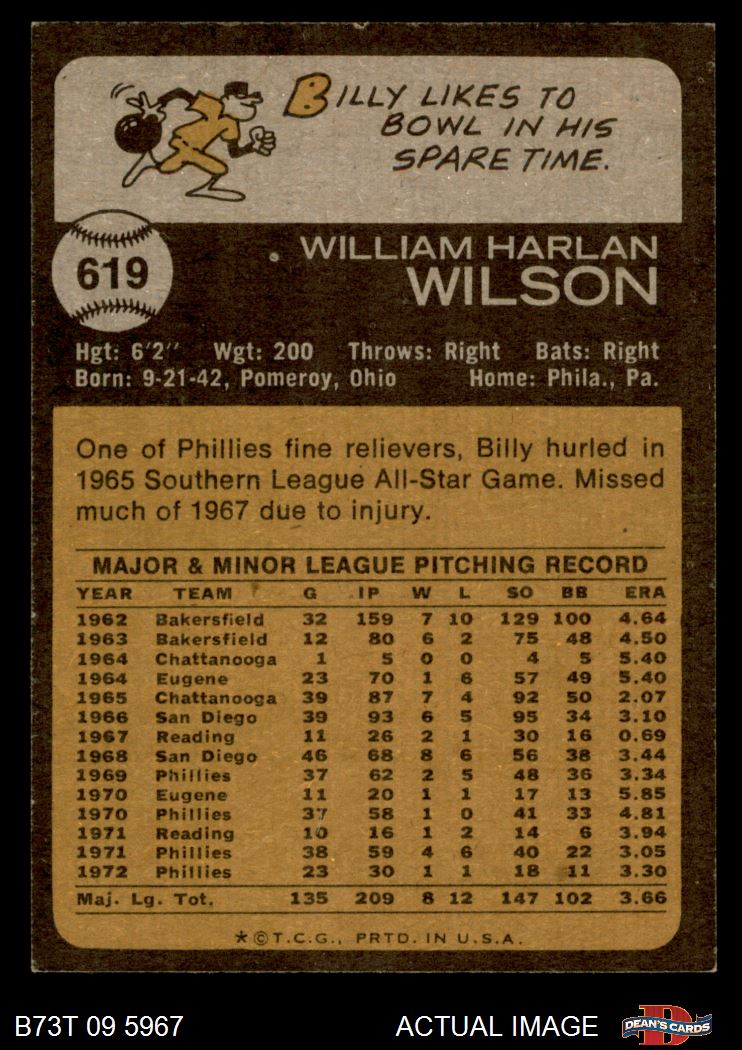 BILLY LIKES TO
BOWL IN HIS
SPARE TIME.
619
WILLIAM HARLAN
WILSON
Hgt: 6'2" Wgt: 200 Throws: Right Bats: Right
Born: 9-21-42, Pomeroy, Ohio Home: Phila., Pa.
One of Phillies fine relievers, Billy hurled in
1965 Southern League All-Star Game. Missed
much of 1967 due to injury.
MAJOR & MINOR LEAGUE PITCHING RECORD
YEAR TEAM G IP W L SO BB ERA
1962 Bakersfield 32 159 7 10 129 100 4.64
1963 Bakersfield 12 80 6 2 75 48 4.50
1964 Chattanooga 1 5 0 0 4 5 5.40
1964 Eugene 23 70 1 6 57 49 5.40
1965 Chattanooga 39 87 7 4 92 50 2.07
1966 San Diego 39 93 6 5 95 34 3.10
1967 Reading 11 26 2 1 30 16 0.69
1968 San Diego 46 68 8 6 56 38 3.44
1969 Phillies 37 62 2 5 48 36 3.34
1970 Eugene 11 20 1 1 17 13 5.85
1970 Phillies 37 58 1 0 41 33 4.81
1971 Reading 10 16 1 2 14 6 3.94
1971 Phillies 38 59 4 6 40 22 3.05
1972 Phillies 23 30 1 1 18 11 3.30
Maj. Lg. Tot. 135 209 8 12 147 102 3.66
*©T.C.G., PRTD. IN U.S.A.
B73T 09 5967 ACTUAL IMAGE D DEAN'S CARDS